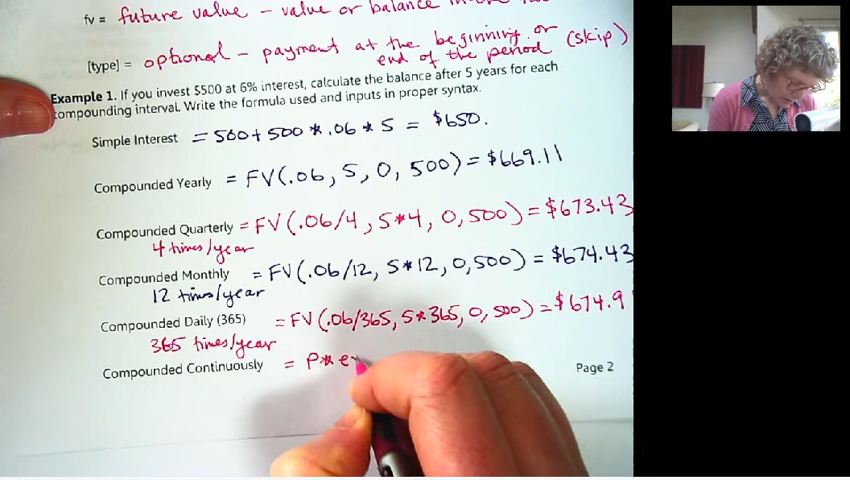 fv = future value - value or balance in the
[type] = optional - payment at the beginning or
end of the period (skip)
Example 1. If you invest $500 at 6% interest, calculate the balance after 5 years for each
compounding interval. Write the formula used and inputs in proper syntax.
Simple Interest = 500+500*.06*5 = $650.
Compounded Yearly = FV(.06, 5, 0, 500) = $669.11
Compounded Quarterly = FV(.06/4, 5*4, 0,500) = $673.43
4 times/year
Compounded Monthly = FV(.06/12, 5*12, 0,500) = $674.43
12 times/year
Compounded Daily (365) = FV(.06/365, 5*365, 0, 500) = $674.9
365 times/year
Compounded Continuously = P*e
Page 2